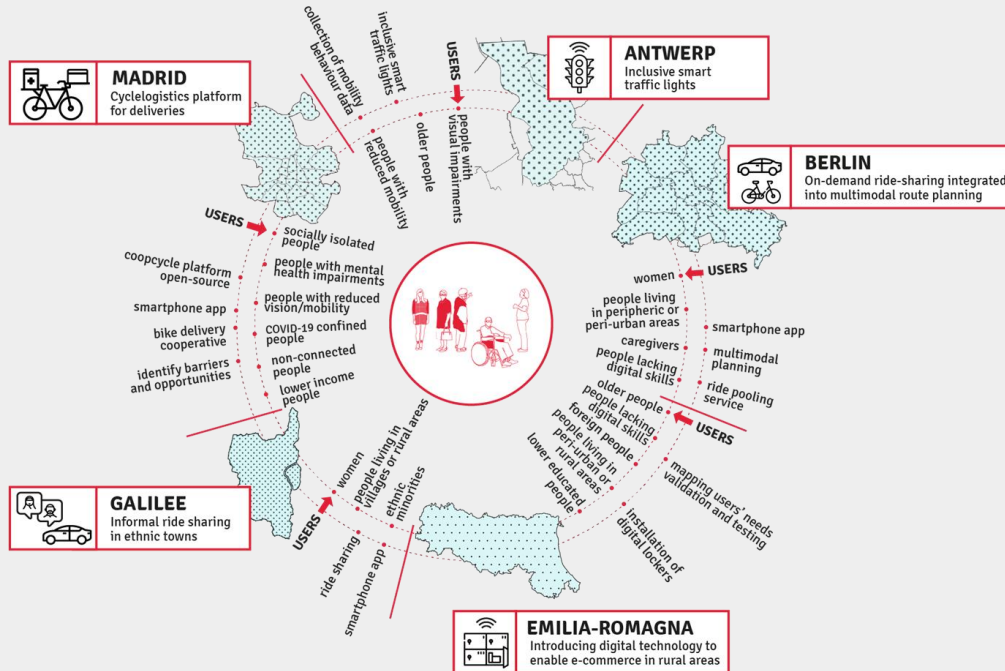 MADRID
Cyclelogistics platform
for deliveries
collection of mobility
behaviour data
inclusive smart
traffic lights
USERS
people with
reduced mobility
older people
people with
visual impairments
ANTWERP
Inclusive smart
traffic lights
BERLIN
On-demand ride-sharing integrated
into multimodal route planning
USERS
women
people living
in peripheric or
peri-urban areas
caregivers
people lacking
digital skills
smartphone app
multimodal
planning
ride pooling
service
USERS
older people
people lacking
digital skills
foreign people
people living in
peri-urban or
rural areas
lower educated
people
mapping users' needs
validation and testing
installation of
digital lockers
EMILIA-ROMAGNA
Introducing digital technology to
enable e-commerce in rural areas
USERS
women
people living in
villages or rural areas
ethnic
minorities
ride sharing
smartphone app
GALILEE
Informal ride sharing
in ethnic towns
USERS
socially isolated
people
people with mental
health impairments
people with reduced
vision/mobility
COVID-19 confined
people
non-connected
people
lower income
people
coopcycle platform
open-source
smartphone app
bike delivery
cooperative
identify barriers
and opportunities